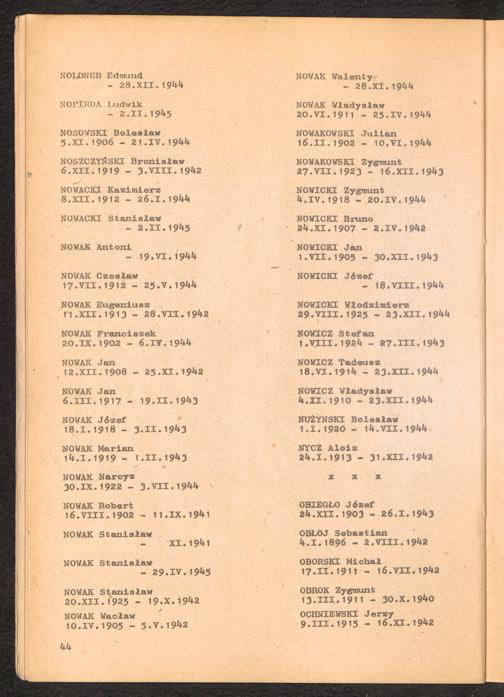 NOLDNER Edmund
- 28.XII.1944
NOPIRDA Ludwik
- 2.II.1945
NOSOWSKI Bolesław
5.XI.1906 - 21.IV.1944
NOSZCZYŃSKI Bronisław
6.XII.1919 - 3.VIII.1942
NOWACKI Kazimierz
8.XII.1912 - 26.I.1944
NOWACKI Stanisław
- 2.II.1945
NOWAK Antoni
- 19.VI.1944
NOWAK Czesław
17.VII.1912 - 25.V.1944
NOWAK Eugeniusz
11.XII.1913 - 28.VII.1942
NOWAK Franciszek
20.IX.1902 - 6.IV.1944
NOWAK Jan
12.XII.1908 - 25.XI.1942
NOWAK Jan
6.III.1917 - 19.II.1943
NOWAK Józef
18.I.1918 - 3.II.1943
NOWAK Marian
14.I.1919 - 1.II.1943
NOWAK Narcyz
30.IX.1922 - 3.VII.1944
NOWAK Robert
16.VIII.1902 - 11.IX.1941
NOWAK Stanisław
- XI.1941
NOWAK Stanisław
- 29.IV.1945
NOWAK Stanisław
20.XII.1925 - 19.X.1942
NOWAK Wacław
10.IV.1905 - 5.V.1942
44
NOWAK Walenty
- 28.XI.1944
NOWAK Władysław
20.VI.1911 - 25.IV.1944
NOWAKOWSKI Julian
16.II.1902 - 10.VI.1944
NOWAKOWSKI Zygmunt
27.VII.1923 - 16.XII.1943
NOWICKI Zygmunt
4.IV.1918 - 20.IV.1944
NOWICKI Bruno
24.XI.1907 - 2.IV.1942
NOWICKI Jan
1.VII.1905 - 30.XII.1943
NOWICKI Józef
- 18.VIII.1944
NOWICKI Włodzimierz
29.VIII.1925 - 23.XII.1944
NOWICZ Stefan
1.VIII.1924 - 27.III.1943
NOWICZ Tadeusz
18.VI.1914 - 23.XII.1944
NOWICZ Władysław
4.XI.1910 - 23.XII.1944
NUŻYNSKI Bolesław
1.I.1920 - 14.VII.1944
NYCZ Alojz
24.I.1913 - 31.XII.1942
x x x
OBIEGŁO Józef
24.XII.1903 - 26.I.1943
OBŁOJ Sebastian
4.I.1896 - 2.VIII.1942
OBORSKI Michał
17.II.1911 - 16.VII.1942
OBROK Zygmunt
13.III.1911 - 30.X.1940
OCHNIEWSKI Jerzy
9.III.1915 - 16.XI.1942